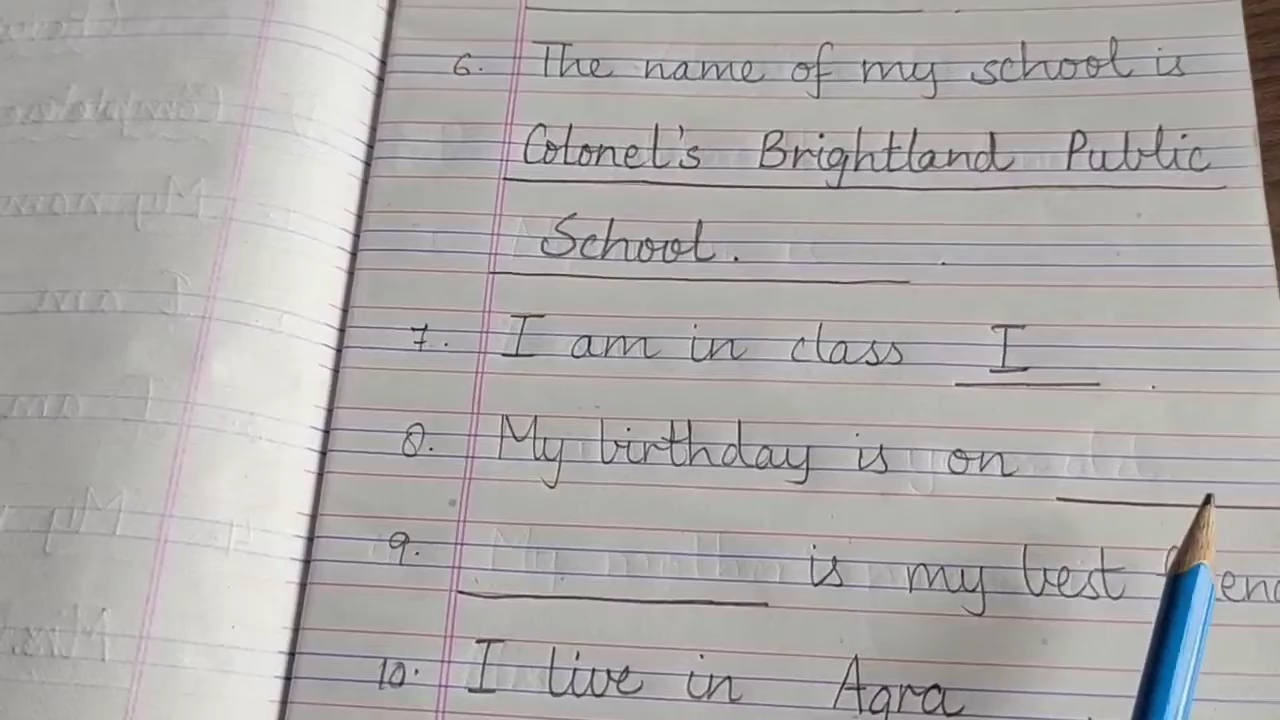 6. The name of my school is
Colonel's Brightland Public
School.
7. I am in class I .
8. My birthday is on
9. is my best
10. I live in Agra